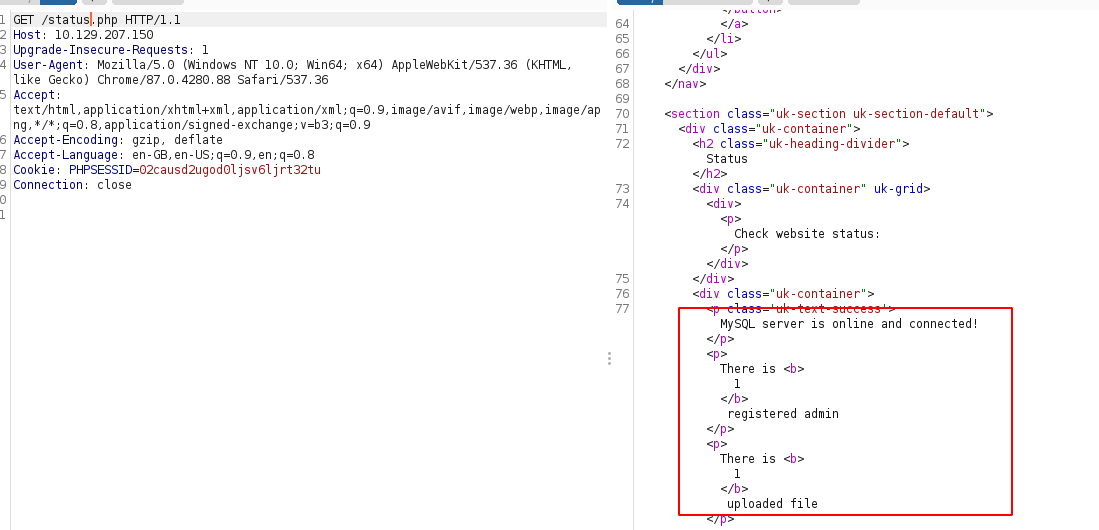 1 GET /status.php HTTP/1.1
2 Host: 10.129.207.150
3 Upgrade-Insecure-Requests: 1
4 User-Agent: Mozilla/5.0 (Windows NT 10.0; Win64; x64) AppleWebKit/537.36 (KHTML,
like Gecko) Chrome/87.0.4280.88 Safari/537.36
5 Accept:
text/html,application/xhtml+xml,application/xml;q=0.9,image/avif,image/webp,image/ap
ng,*/*;q=0.8,application/signed-exchange;v=b3;q=0.9
6 Accept-Encoding: gzip, deflate
7 Accept-Language: en-GB,en-US;q=0.9,en;q=0.8
8 Cookie: PHPSESSID=02causd2ugod0ljsv6ljrt32tu
9 Connection: close
0
1
</button>
64 </a>
65 </li>
66 </ul>
67 </div>
68 </nav>
69
70 <section class="uk-section uk-section-default">
71 <div class="uk-container">
72 <h2 class="uk-heading-divider">
Status
</h2>
73 <div class="uk-container" uk-grid>
74 <div>
<p>
Check website status:
</p>
</div>
75 </div>
76 <div class="uk-container">
77 <p class='uk-text-success'>
MySQL server is online and connected!
</p>
<p>
There is <b>
1
</b>
registered admin
</p>
<p>
There is <b>
1
</b>
uploaded file
</p>